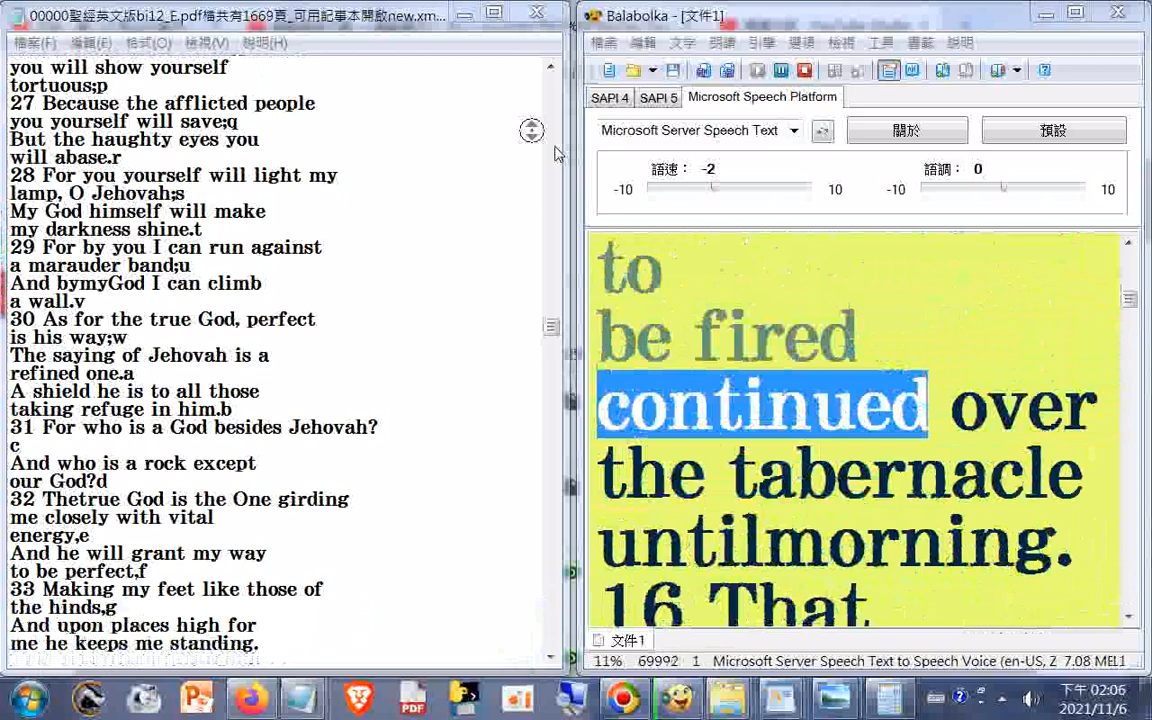 00000聖經英文版bi12_E.pdf檔共有1669頁_可用記事本開啟new.xm...
檔案(F) 編輯(E) 格式(O) 檢視(V) 說明(H)
you will show yourself
tortuous;p
27 Because the afflicted people
you yourself will save;q
But the haughty eyes you
will abase.r
28 For you yourself will light my
lamp, O Jehovah;s
My God himself will make
my darkness shine.t
29 For by you I can run against
a marauder band;u
And bymyGod I can climb
a wall.v
30 As for the true God, perfect
is his way;w
The saying of Jehovah is a
refined one.a
A shield he is to all those
taking refuge in him.b
31 For who is a God besides Jehovah?
c
And who is a rock except
our God?d
32 Thetrue God is the One girding
me closely with vital
energy,e
And he will grant my way
to be perfect,f
33 Making my feet like those of
the hinds,g
And upon places high for
me he keeps me standing.
Balabolka - [文件1]
檔案 編輯 文字 朗讀 引擎 選項 檢視 工具 書籤 說明
SAPI 4 SAPI 5 Microsoft Speech Platform
Microsoft Server Speech Text 關於 預設
語速： -2 語調： 0
-10 10 -10 10
to
be fired
continued over
the tabernacle
untilmorning.
16 That
文件1
11% 69992 1 Microsoft Server Speech Text to Speech Voice (en-US, Z 7.08 MEL1
PDF
下午 02:06
2021/11/6